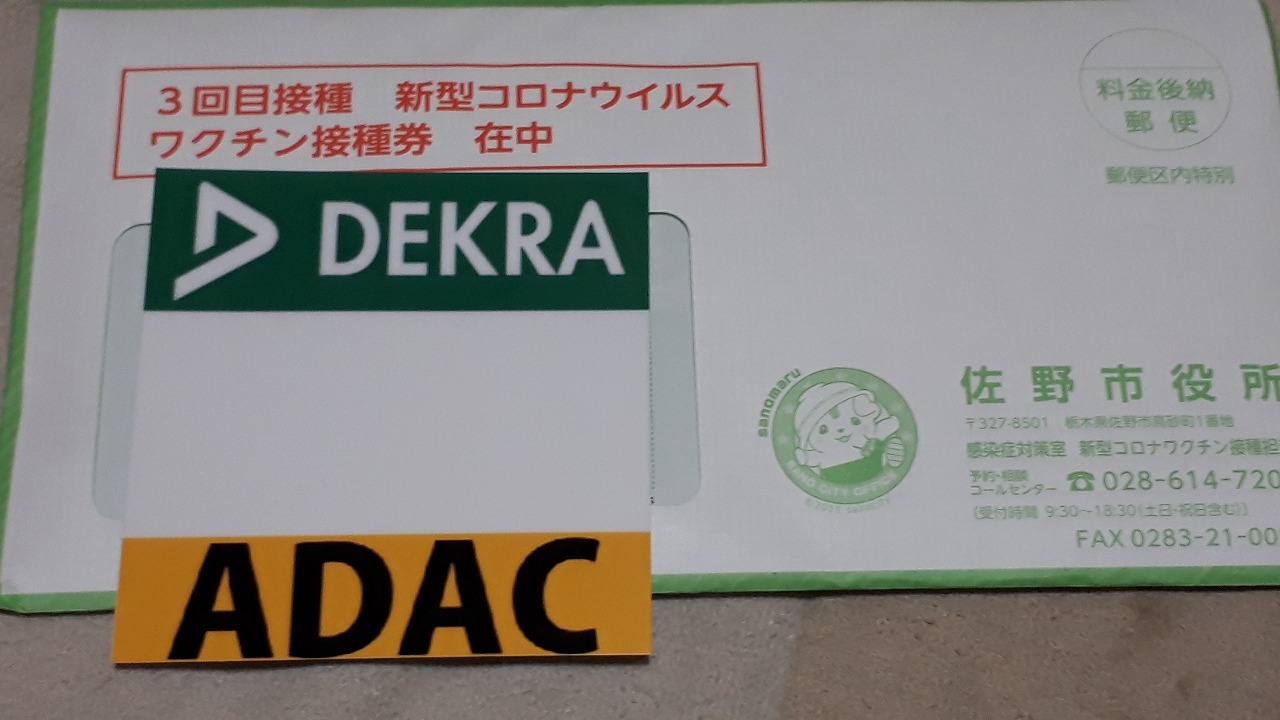 3回目接種 新型コロナウイルス
ワクチン接種券 在中
料金後納
郵便
郵便区内特別
DEKRA
ADAC
sanomaru
SANO CITY OFFICE
佐野市役所
〒327-8501 栃木県佐野市高砂町1番地
感染症対策室 新型コロナワクチン接種担
予約・相談
コールセンター ☎028-614-720
(受付時間 9:30~18:30(土日・祝日含む))
FAX 0283-21-00